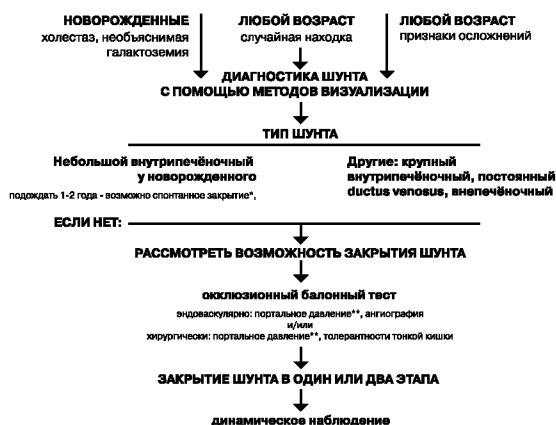 НОВОРОЖДЕННЫЕ
холестаз, необъяснимая
галактоземия
ЛЮБОЙ ВОЗРАСТ
случайная находка
ЛЮБОЙ ВОЗРАСТ
признаки осложнений
ДИАГНОСТИКА ШУНТА
С ПОМОЩЬЮ МЕТОДОВ ВИЗУАЛИЗАЦИИ
ТИП ШУНТА
Небольшой внутрипечёночный
у новорожденного
подождать 1-2 года - возможно спонтанное закрытие*,
Другие: крупный
внутрипечёночный, постоянный
ductus venosus, внепечёночный
ЕСЛИ НЕТ:
РАССМОТРЕТЬ ВОЗМОЖНОСТЬ ЗАКРЫТИЯ ШУНТА
окклюзионный балонный тест
эндоваскулярно: портальное давление**, ангиография
и/или
хирургически: портальное давление**, толерантности тонкой кишки
ЗАКРЫТИЕ ШУНТА В ОДИН ИЛИ ДВА ЭТАПА
динамическое наблюдение